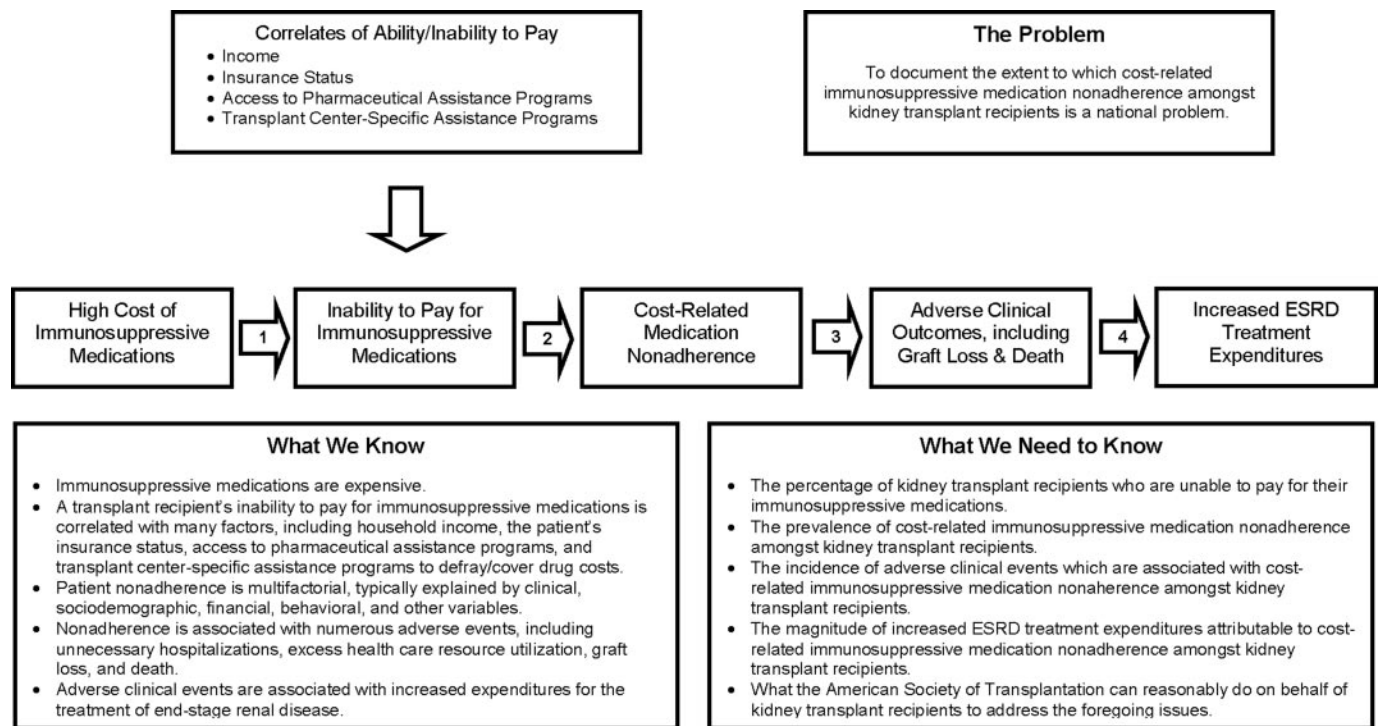 Correlates of Ability/Inability to Pay
• Income
• Insurance Status
• Access to Pharmaceutical Assistance Programs
• Transplant Center-Specific Assistance Programs
The Problem
To document the extent to which cost-related
immunosuppressive medication nonadherence amongst
kidney transplant recipients is a national problem.
High Cost of
Immunosuppressive
Medications
1
Inability to Pay for
Immunosuppressive
Medications
2
Cost-Related
Medication
Nonadherence
3
Adverse Clinical
Outcomes, including
Graft Loss & Death
4
Increased ESRD
Treatment
Expenditures
What We Know
• Immunosuppressive medications are expensive.
• A transplant recipient's inability to pay for immunosuppressive medications is
correlated with many factors, including household income, the patient's
insurance status, access to pharmaceutical assistance programs, and
transplant center-specific assistance programs to defray/cover drug costs.
• Patient nonadherence is multifactorial, typically explained by clinical,
sociodemographic, financial, behavioral, and other variables.
• Nonadherence is associated with numerous adverse events, including
unnecessary hospitalizations, excess health care resource utilization, graft
loss, and death.
• Adverse clinical events are associated with increased expenditures for the
treatment of end-stage renal disease.
What We Need to Know
• The percentage of kidney transplant recipients who are unable to pay for their
immunosuppressive medications.
• The prevalence of cost-related immunosuppressive medication nonadherence
amongst kidney transplant recipients.
• The incidence of adverse clinical events which are associated with cost-
related immunosuppressive medication nonaherence amongst kidney
transplant recipients.
• The magnitude of increased ESRD treatment expenditures attributable to cost-
related immunosuppressive medication nonadherence amongst kidney
transplant recipients.
• What the American Society of Transplantation can reasonably do on behalf of
kidney transplant recipients to address the foregoing issues.